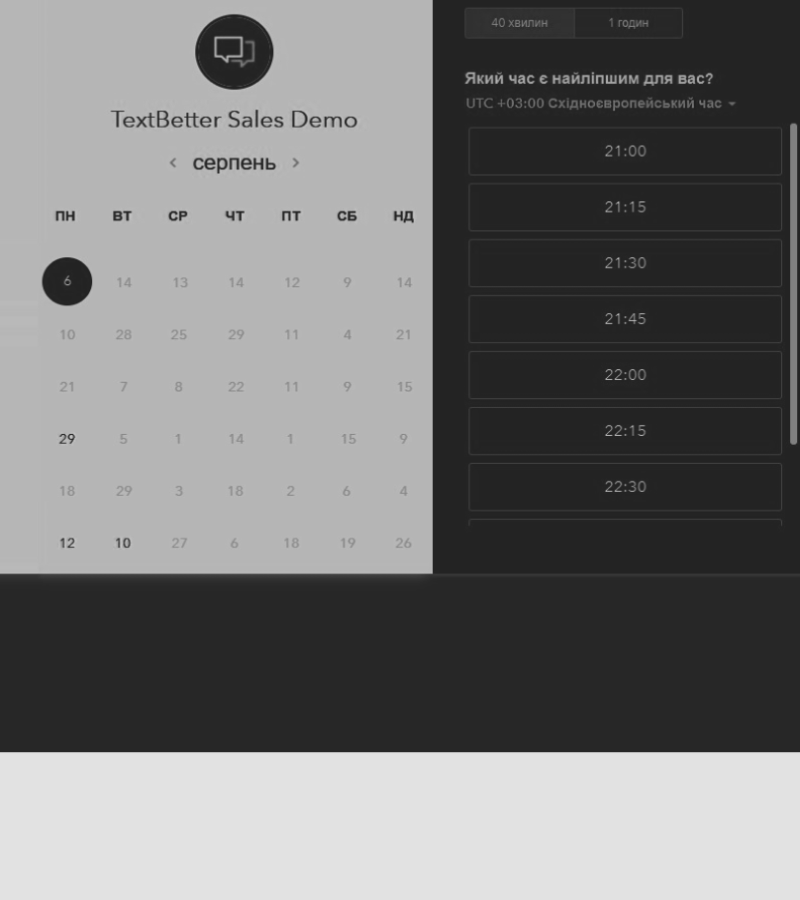 TextBetter Sales Demo
‹ серпень ›
ПН ВТ СР ЧТ ПТ СБ НД
6 14 13 14 12 9 14
10 28 25 29 11 4 21
21 7 8 22 11 9 15
29 5 1 14 1 15 9
18 29 3 18 2 6 4
12 10 27 6 18 19 26
40 хвилин 1 годин
Який час є найліпшим для вас?
UTC +03:00 Східноєвропейський час
21:00
21:15
21:30
21:45
22:00
22:15
22:30